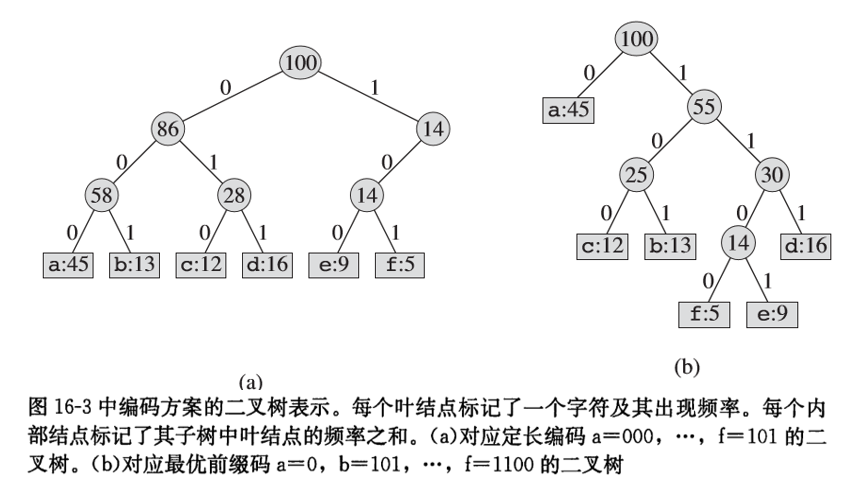 100
0 1
86 14
0 1 0
58 28 14
0 1 0 1 0 1
a:45 b:13 c:12 d:16 e:9 f:5
(a)
100
0 1
a:45 55
0 1
25 30
0 1 0 1
c:12 b:13 14 d:16
0 1
f:5 e:9
(b)
图 16-3 中编码方案的二叉树表示。每个叶结点标记了一个字符及其出现频率。每个内
部结点标记了其子树中叶结点的频率之和。(a)对应定长编码 a=000, …, f=101 的二
叉树。(b)对应最优前缀码 a=0, b=101, …, f=1100 的二叉树